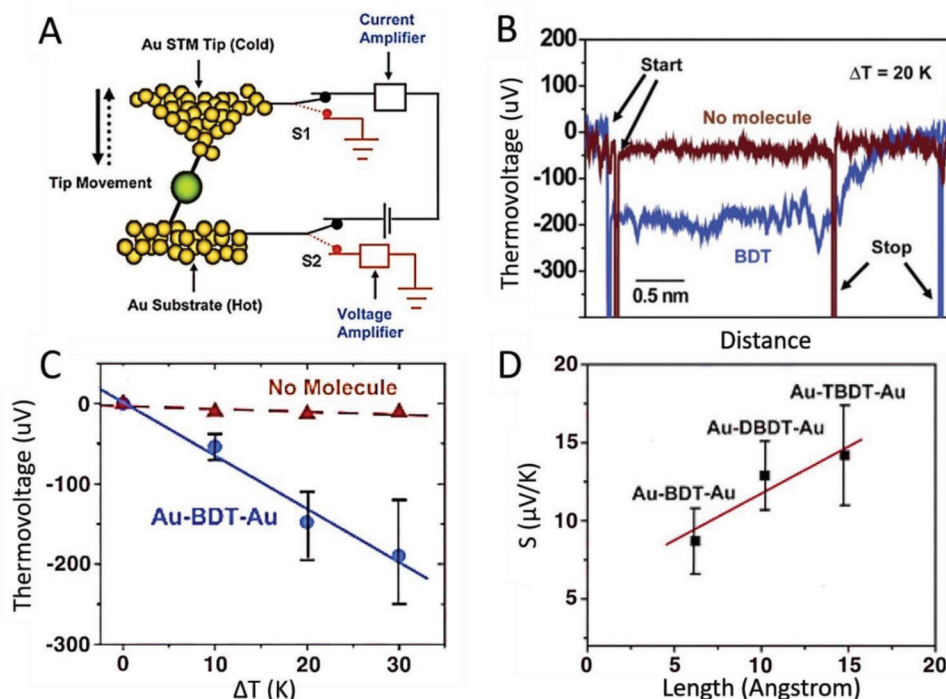 A
Au STM Tip (Cold)
Current
Amplifier
S1
Tip Movement
S2
Au Substrate (Hot)
Voltage
Amplifier
B
Thermovoltage (uV)
200
100
0
-100
-200
-300
Start
ΔT = 20 K
No molecule
BDT
Stop
0.5 nm
Distance
C
Thermovoltage (uV)
0
-100
-200
-300
No Molecule
Au-BDT-Au
0
10
20
30
ΔT (K)
D
S (µV/K)
20
15
10
5
Au-TBDT-Au
Au-DBDT-Au
Au-BDT-Au
0
5
10
15
20
Length (Angstrom)